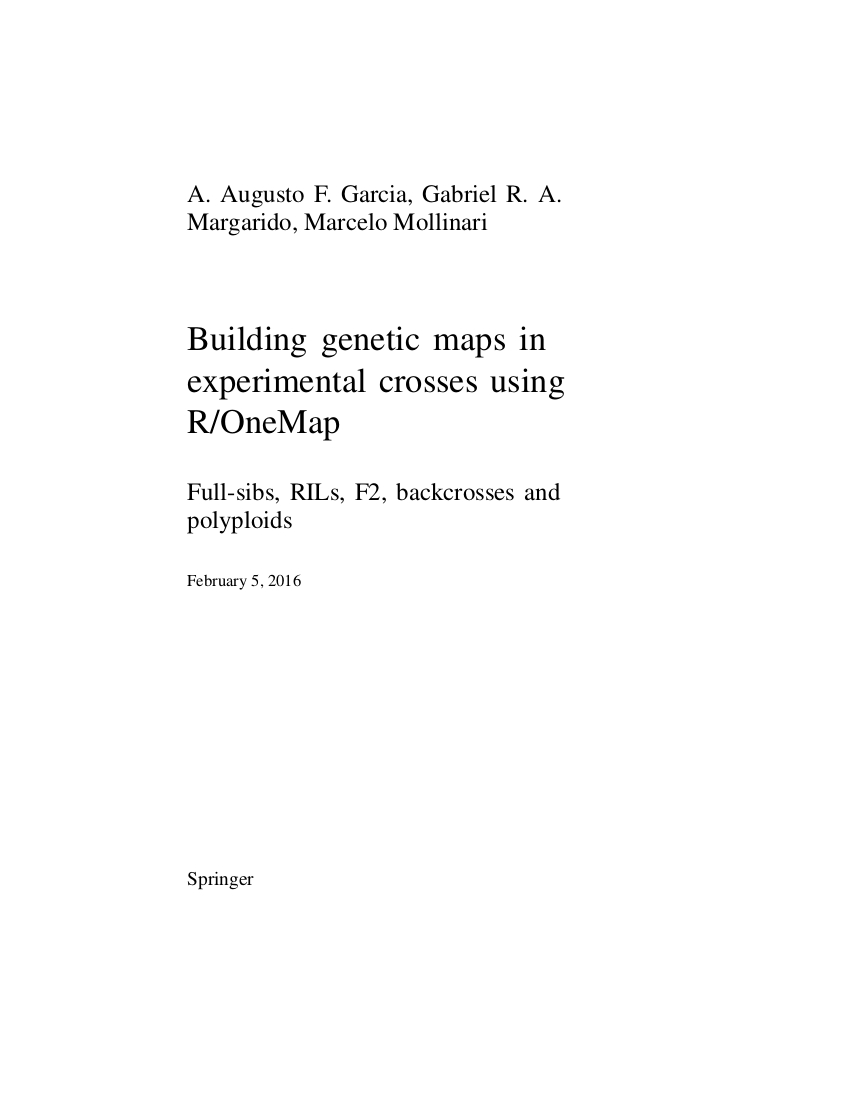 A. Augusto F. Garcia, Gabriel R. A.
Margarido, Marcelo Mollinari
Building genetic maps in
experimental crosses using
R/OneMap
Full-sibs, RILs, F2, backcrosses and
polyploids
February 5, 2016
Springer